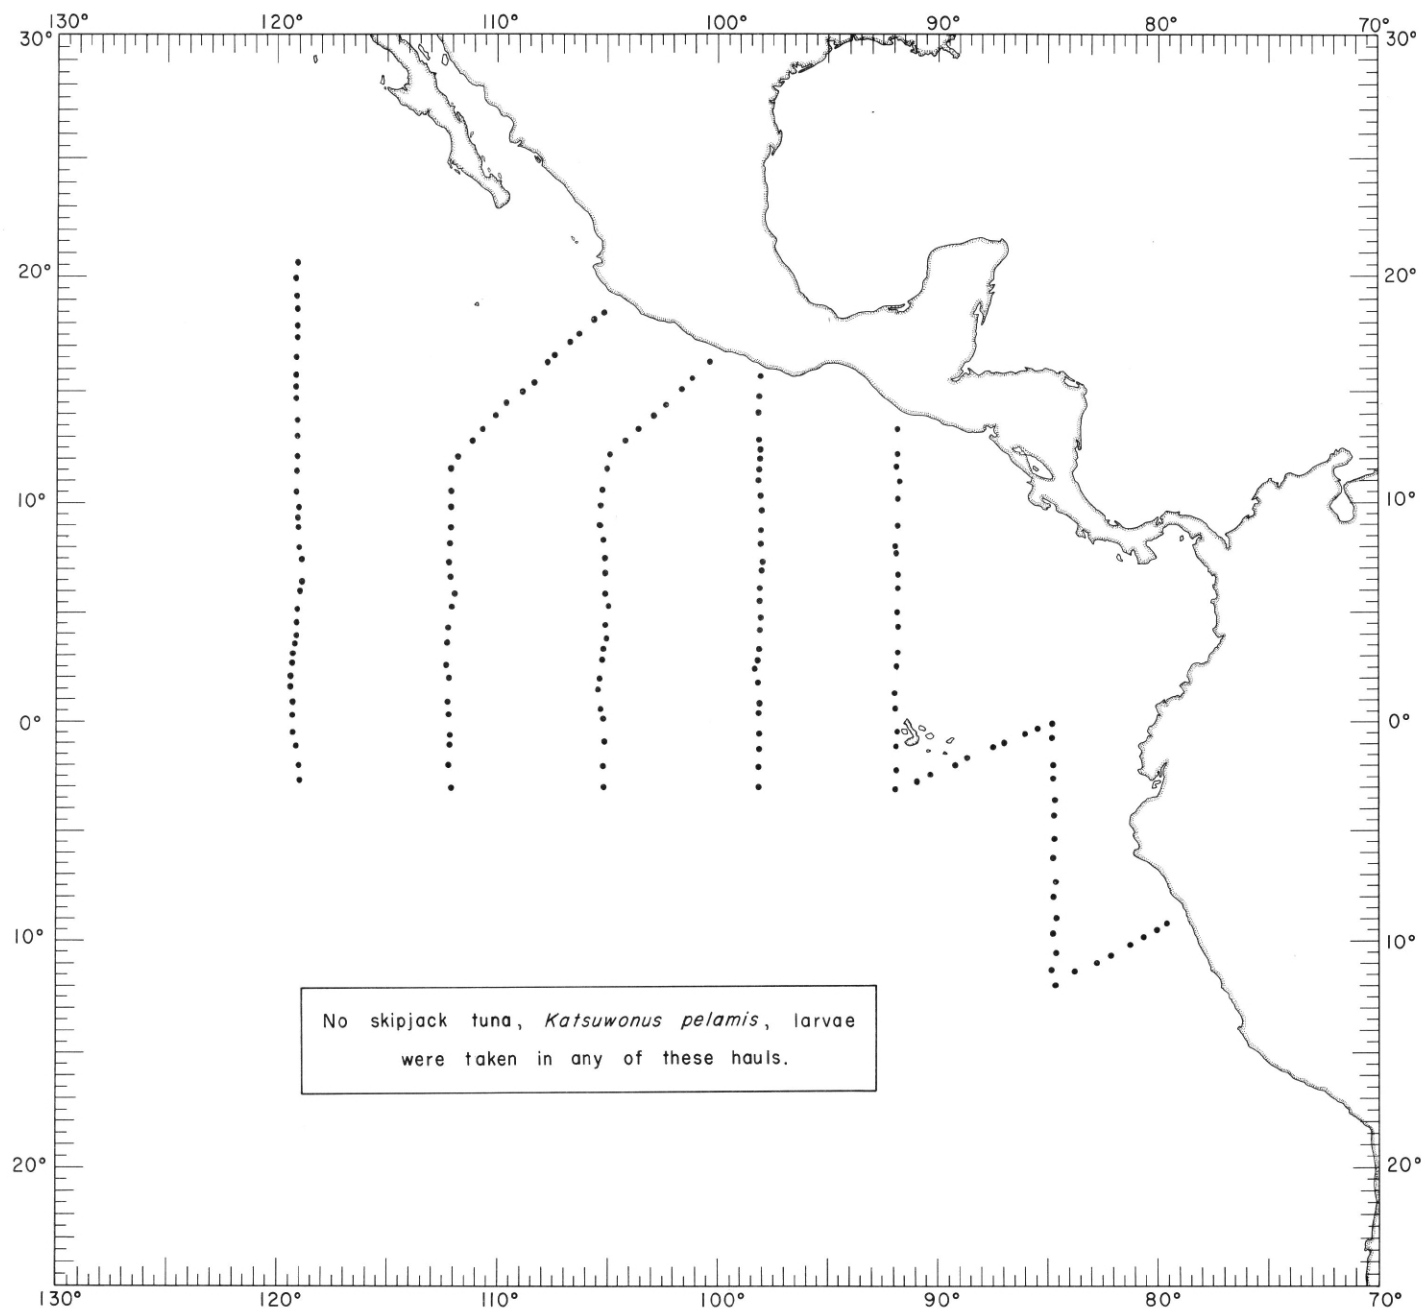 130° 120° 110° 100° 90° 80° 70°
30° 30°
20° 20°
10° 10°
0° 0°
10° 10°
No skipjack tuna, Katsuwonus pelamis, larvae
were taken in any of these hauls.
20° 20°
130° 120° 110° 100° 90° 80° 70°